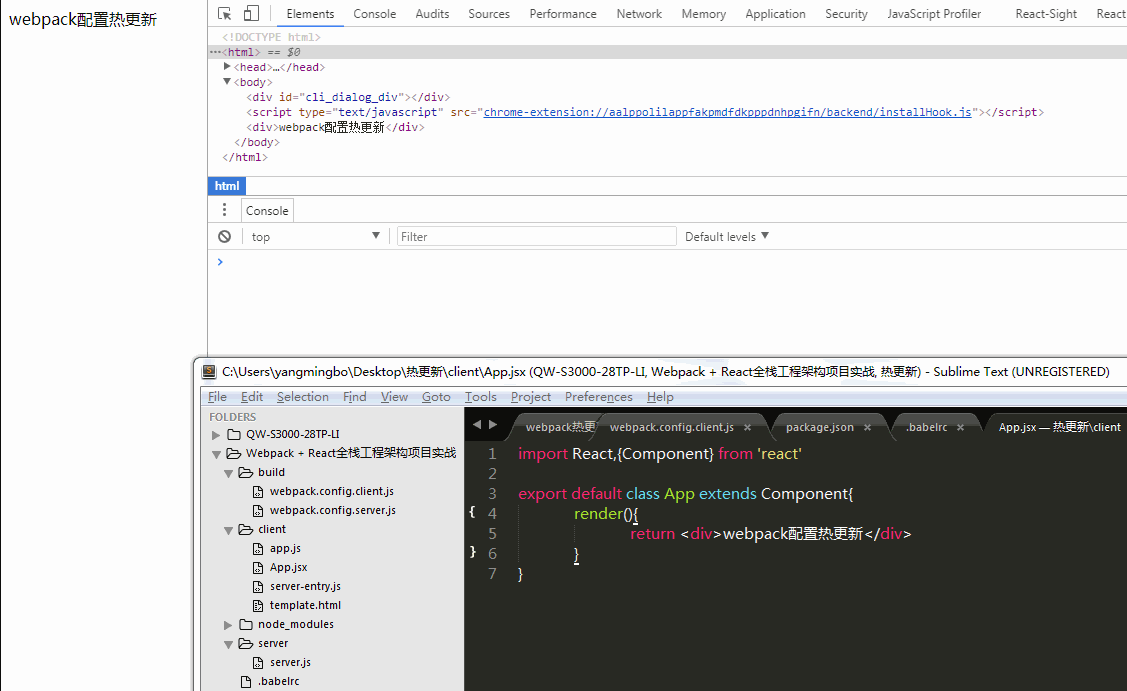 webpack配置热更新
Elements Console Audits Sources Performance Network Memory Application Security JavaScript Profiler React-Sight React
<!DOCTYPE html>
···<html> == $0
<head>…</head>
<body>
<div id="cli_dialog_div"></div>
<script type="text/javascript" src="chrome-extension://aalppolilappfakpmdfdkpppdnhpgifn/backend/installHook.js"></script>
<div>webpack配置热更新</div>
</body>
</html>
html
Console
top Filter Default levels
C:\Users\yangmingbo\Desktop\热更新\client\App.jsx (QW-S3000-28TP-LI, Webpack + React全栈工程架构项目实战, 热更新) - Sublime Text (UNREGISTERED)
File Edit Selection Find View Goto Tools Project Preferences Help
FOLDERS
QW-S3000-28TP-LI
Webpack + React全栈工程架构项目实战
build
webpack.config.client.js
webpack.config.server.js
client
app.js
App.jsx
server-entry.js
template.html
node_modules
server
server.js
.babelrc
webpack热更 webpack.config.client.js × package.json × .babelrc × App.jsx — 热更新\client
1 import React,{Component} from 'react'
2
3 export default class App extends Component{
{ 4 render(){
5 return <div>webpack配置热更新</div>
} 6 }
7 }